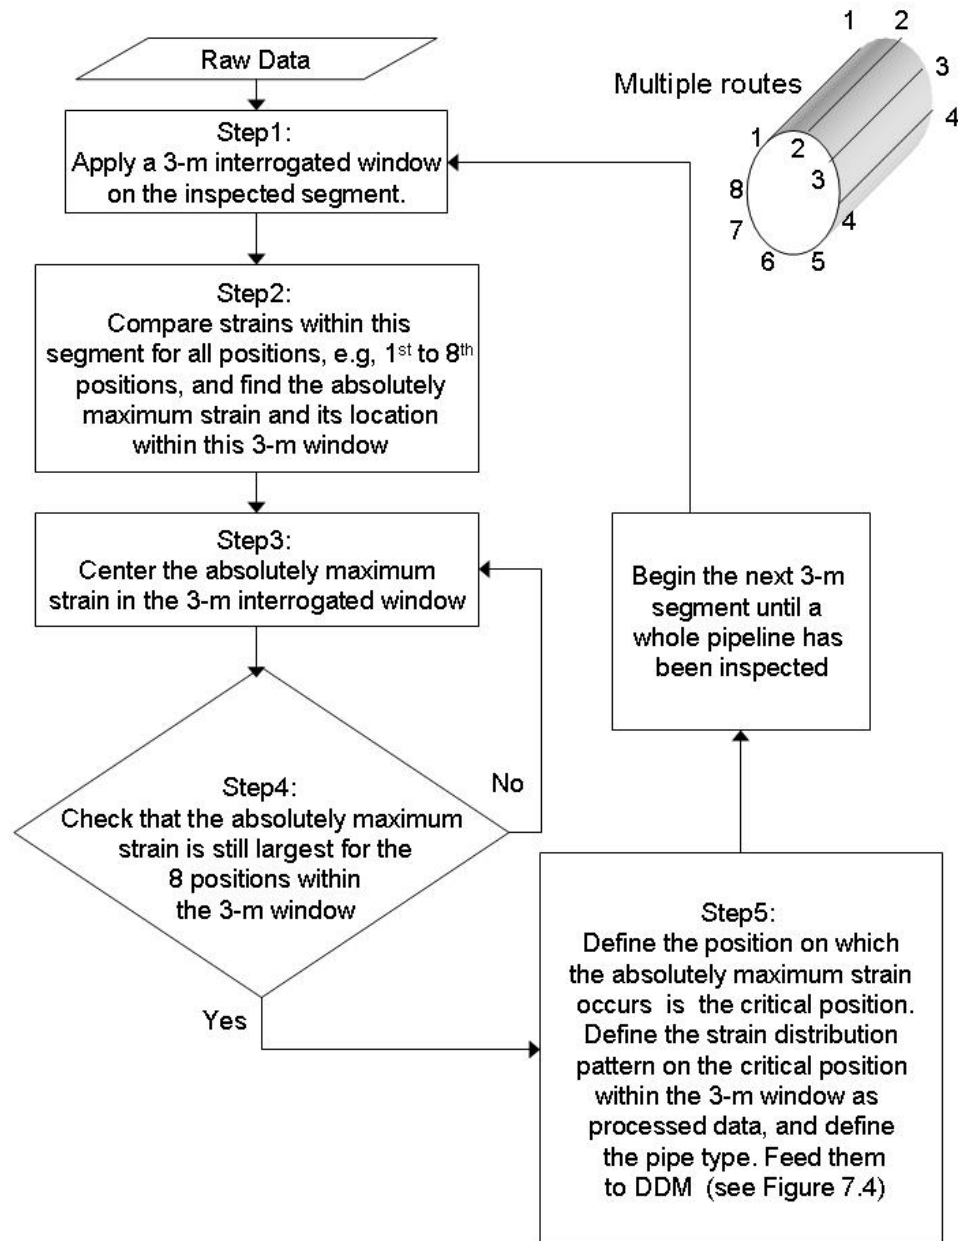 Raw Data
Step1:
Apply a 3-m interrogated window
on the inspected segment.
Step2:
Compare strains within this
segment for all positions, e.g, 1st to 8th
positions, and find the absolutely
maximum strain and its location
within this 3-m window
Step3:
Center the absolutely maximum
strain in the 3-m interrogated window
Step4:
Check that the absolutely maximum
strain is still largest for the
8 positions within
the 3-m window
No
Yes
Step5:
Define the position on which
the absolutely maximum strain
occurs is the critical position.
Define the strain distribution
pattern on the critical position
within the 3-m window as
processed data, and define
the pipe type. Feed them
to DDM (see Figure 7.4)
Begin the next 3-m
segment until a
whole pipeline has
been inspected
Multiple routes
1
2
3
4
1
2
3
4
5
6
7
8